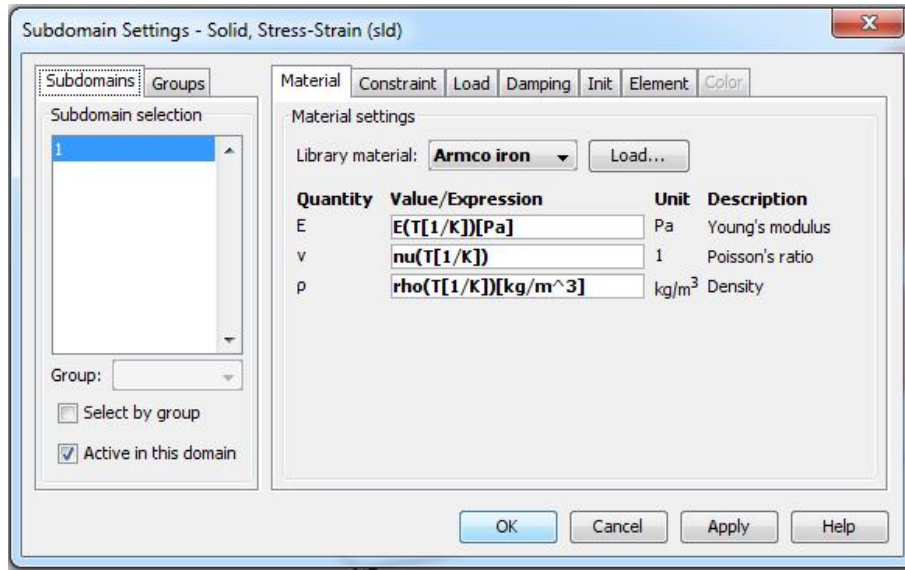 Subdomain Settings - Solid, Stress-Strain (sld)
Subdomains Groups
Subdomain selection
1
Group:
Select by group
Active in this domain
Material Constraint Load Damping Init Element Color
Material settings
Library material: Armco iron Load...
Quantity Value/Expression Unit Description
E E(T[1/K])[Pa] Pa Young's modulus
ν nu(T[1/K]) 1 Poisson's ratio
ρ rho(T[1/K])[kg/m^3] kg/m³ Density
OK Cancel Apply Help